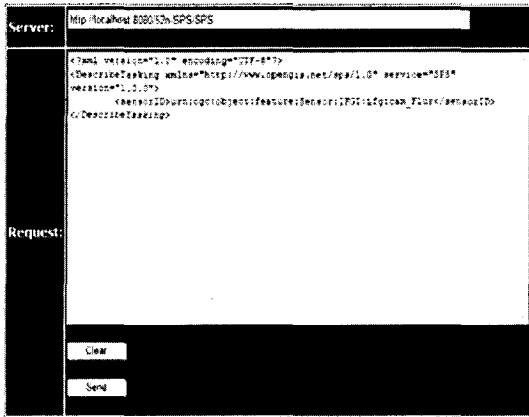 Server:
http://localhost:8080/52n-SPS/SPS
<?xml version="1.0" encoding="UTF-8"?>
<DescribeTasking xmlns="http://www.opengis.net/sps/1.0" service="SPS"
version="1.0.0">
<sensorID>urn:ogc:object:feature:Sensor:IFGI:ifgicam_Flur</sensorID>
</DescribeTasking>
Request:
Clear
Send